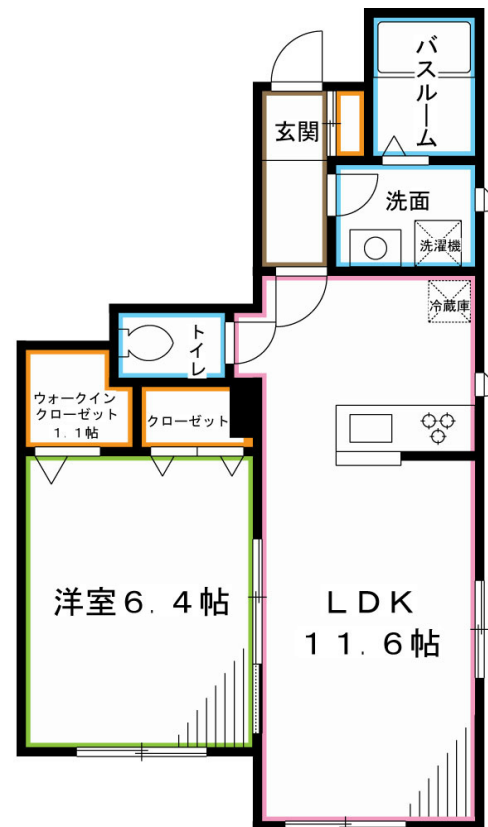 バスルーム
玄関
洗面
洗濯機
冷蔵庫
トイレ
ウォークイン
クローゼット
1.1帖
クローゼット
洋室6.4帖
LDK
11.6帖